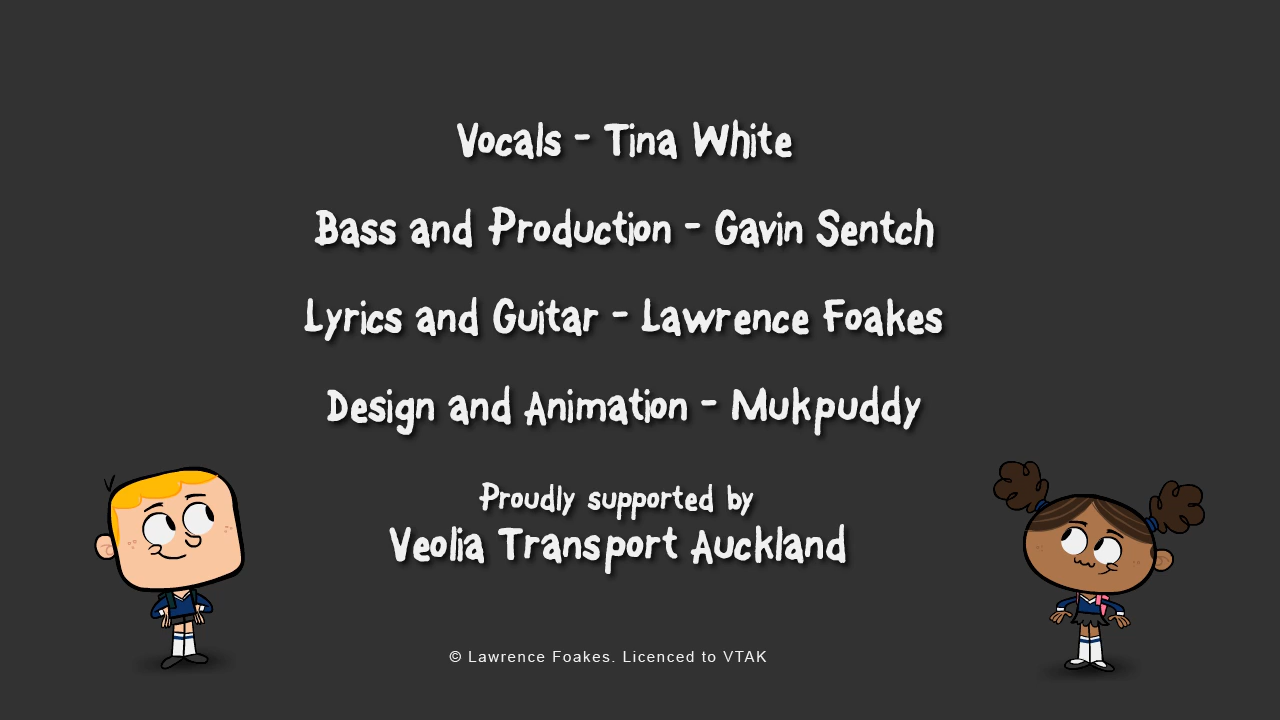 Vocals - Tina White
Bass and Production - Gavin Sentch
Lyrics and Guitar - Lawrence Foakes
Design and Animation - Mukpuddy
Proudly supported by
Veolia Transport Auckland
© Lawrence Foakes. Licenced to VTAK